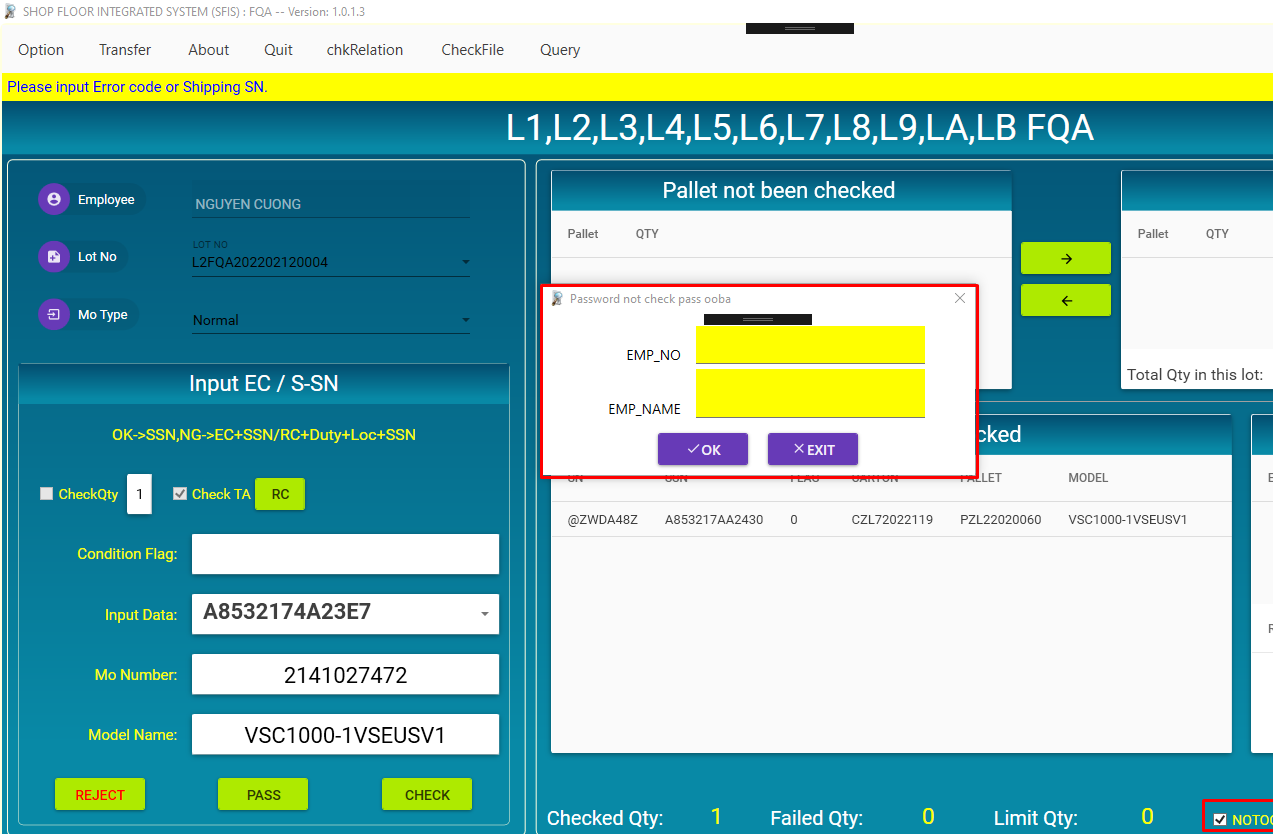 SHOP FLOOR INTEGRATED SYSTEM (SFIS) : FQA -- Version: 1.0.1.3
Option Transfer About Quit chkRelation CheckFile Query
Please input Error code or Shipping SN.
L1,L2,L3,L4,L5,L6,L7,L8,L9,LA,LB FQA
Employee NGUYEN CUONG
LOT NO
Lot No L2FQA202202120004
Mo Type Normal
Input EC / S-SN
OK->SSN,NG->EC+SSN/RC+Duty+Loc+SSN
CheckQty 1 Check TA RC
Condition Flag:
Input Data: A8532174A23E7
Mo Number: 2141027472
Model Name: VSC1000-1VSEUSV1
REJECT PASS CHECK
Pallet not been checked
Pallet QTY
Pallet QTY
Total Qty in this lot:
Password not check pass ooba
EMP_NO
EMP_NAME
OK EXIT
cked
SN SSN FLAG CARTON PALLET MODEL
@ZWDA48Z A853217AA2430 0 CZL72022119 PZL22020060 VSC1000-1VSEUSV1
Checked Qty: 1 Failed Qty: 0 Limit Qty: 0